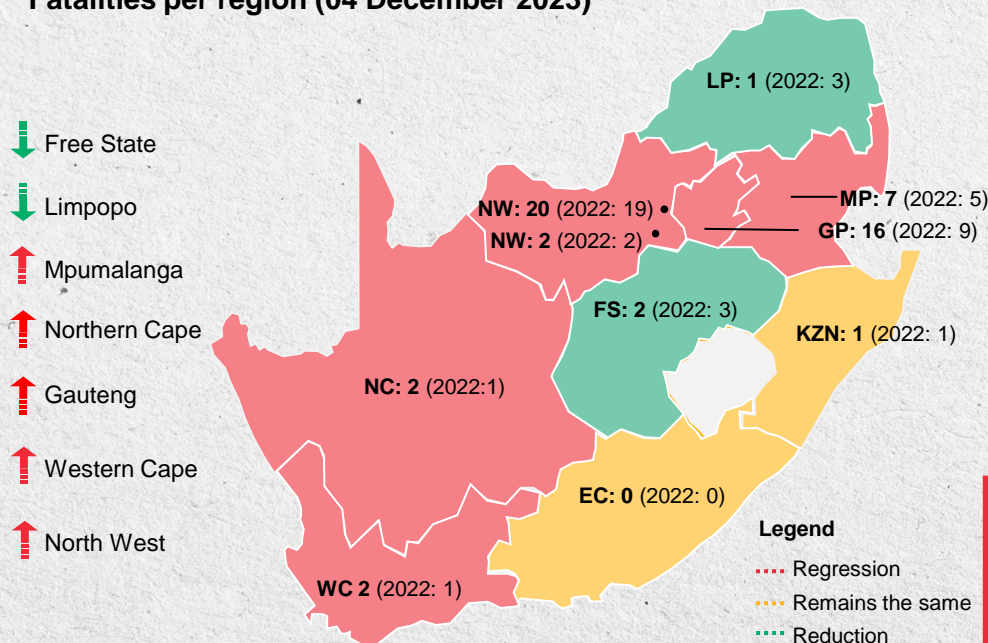 Fatalities per region (04 December 2023)
Free State
Limpopo
Mpumalanga
Northern Cape
Gauteng
Western Cape
North West
LP: 1 (2022: 3)
NW: 20 (2022: 19)
NW: 2 (2022: 2)
MP: 7 (2022: 5)
GP: 16 (2022: 9)
FS: 2 (2022: 3)
KZN: 1 (2022: 1)
NC: 2 (2022:1)
EC: 0 (2022: 0)
WC 2 (2022: 1)
Legend
Regression
Remains the same
Reduction